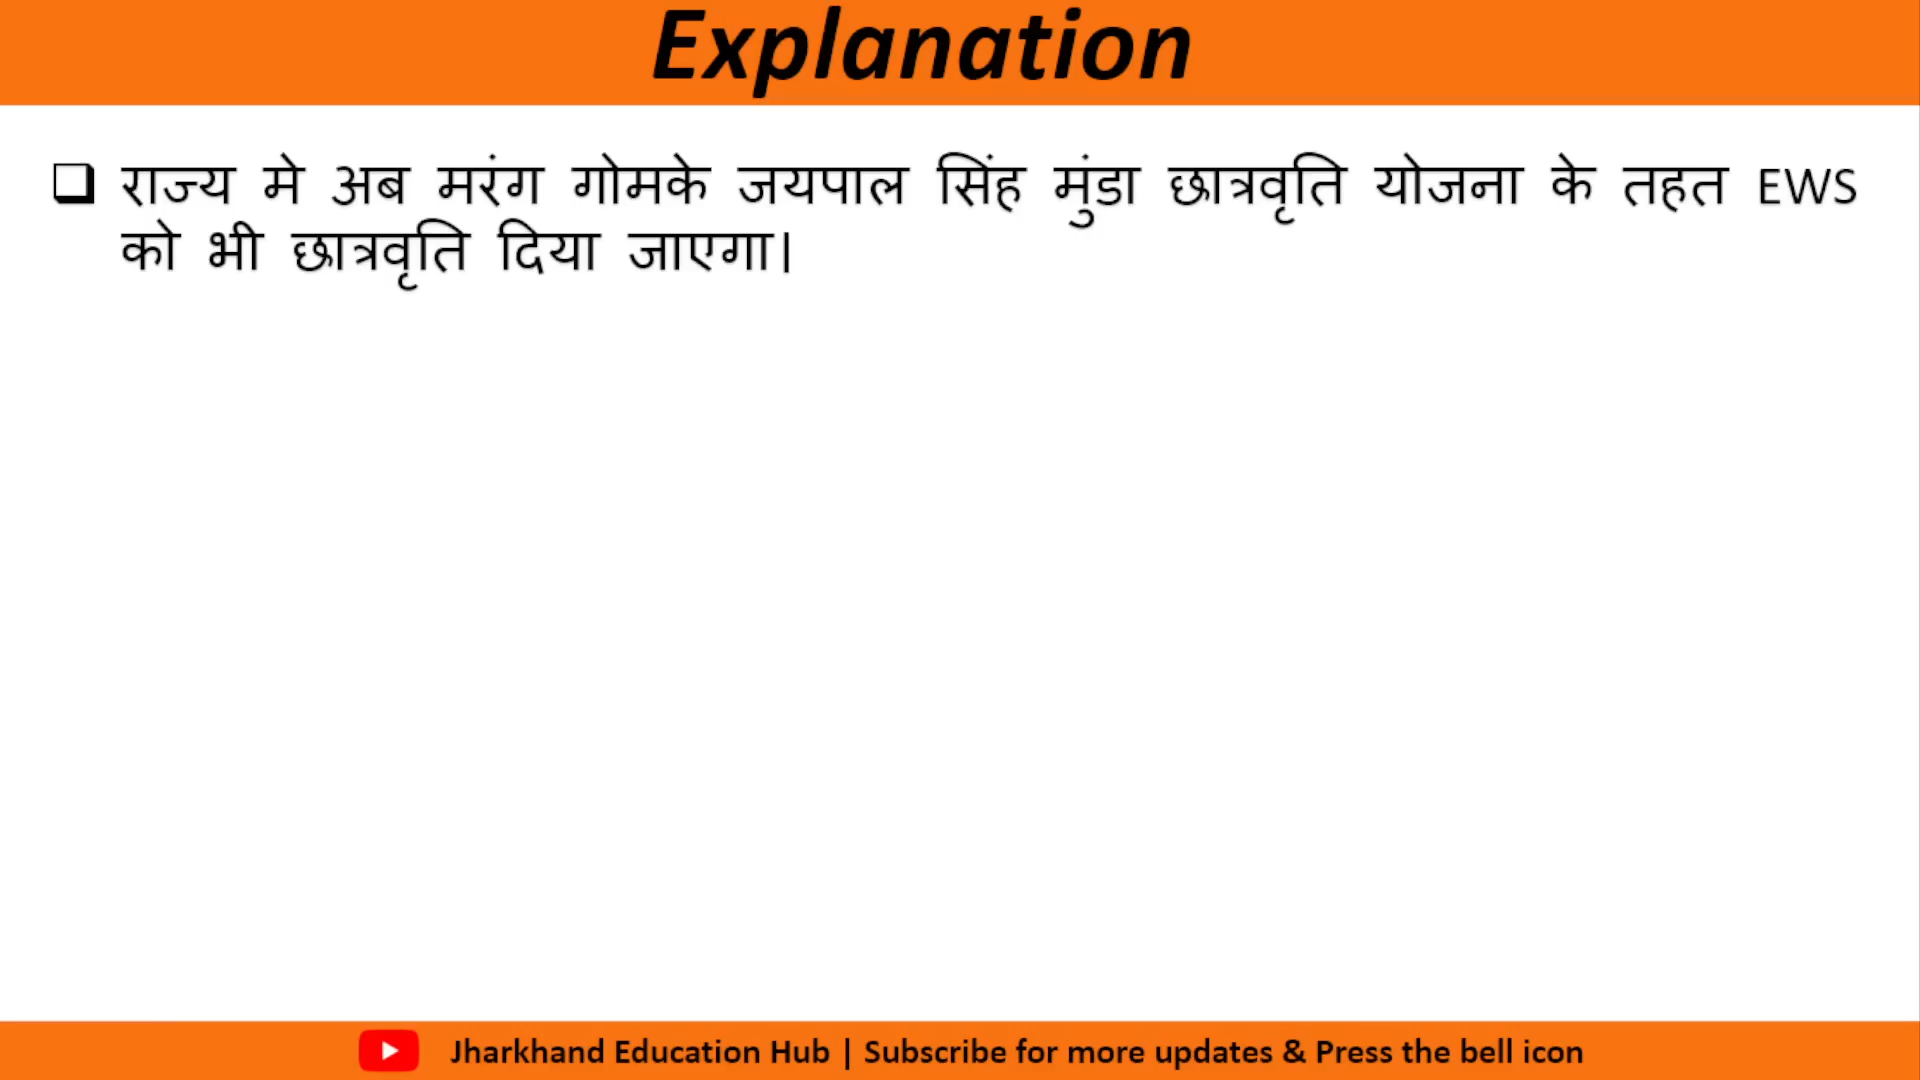 Explanation
❑ राज्य मे अब मरंग गोमके जयपाल सिंह मुंडा छात्रवृति योजना के तहत EWS
को भी छात्रवृति दिया जाएगा।
Jharkhand Education Hub | Subscribe for more updates & Press the bell icon